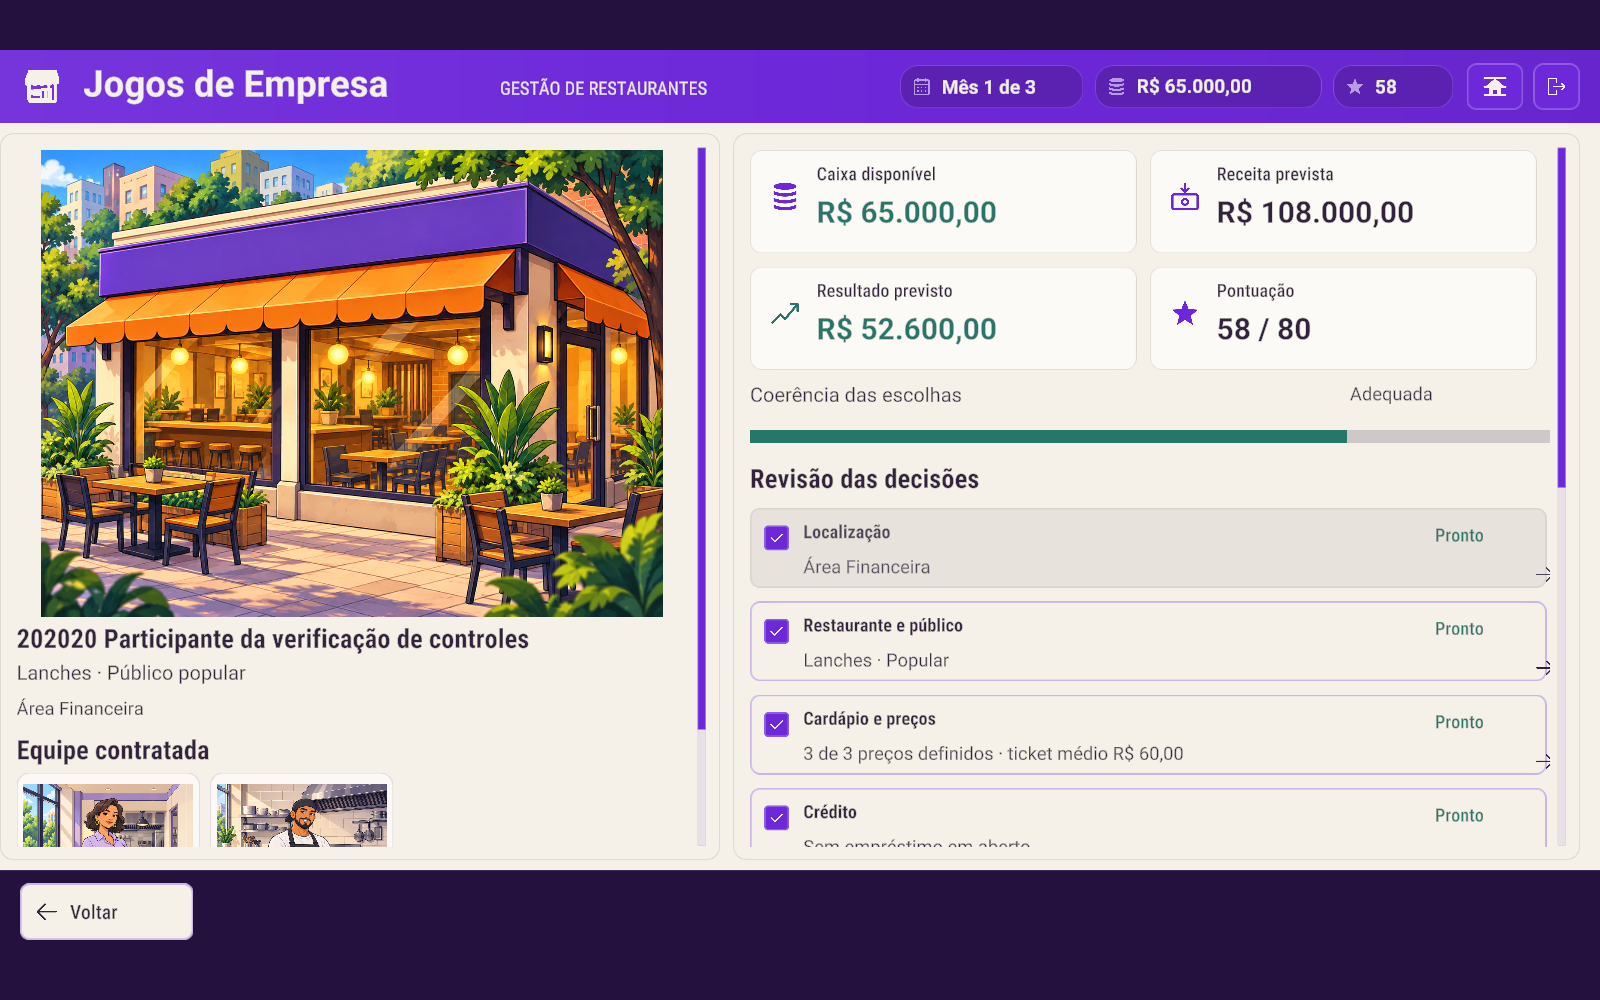 Jogos de Empresa
GESTÃO DE RESTAURANTES
Mês 1 de 3
R$ 65.000,00
58
202020 Participante da verificação de controles
Lanches · Público popular
Área Financeira
Equipe contratada
Caixa disponível
R$ 65.000,00
Receita prevista
R$ 108.000,00
Resultado previsto
R$ 52.600,00
Pontuação
58 / 80
Coerência das escolhas
Adequada
Revisão das decisões
Localização
Pronto
Área Financeira
Restaurante e público
Pronto
Lanches · Popular
Cardápio e preços
Pronto
3 de 3 preços definidos · ticket médio R$ 60,00
Crédito
Pronto
Sem empréstimo em aberto
Voltar